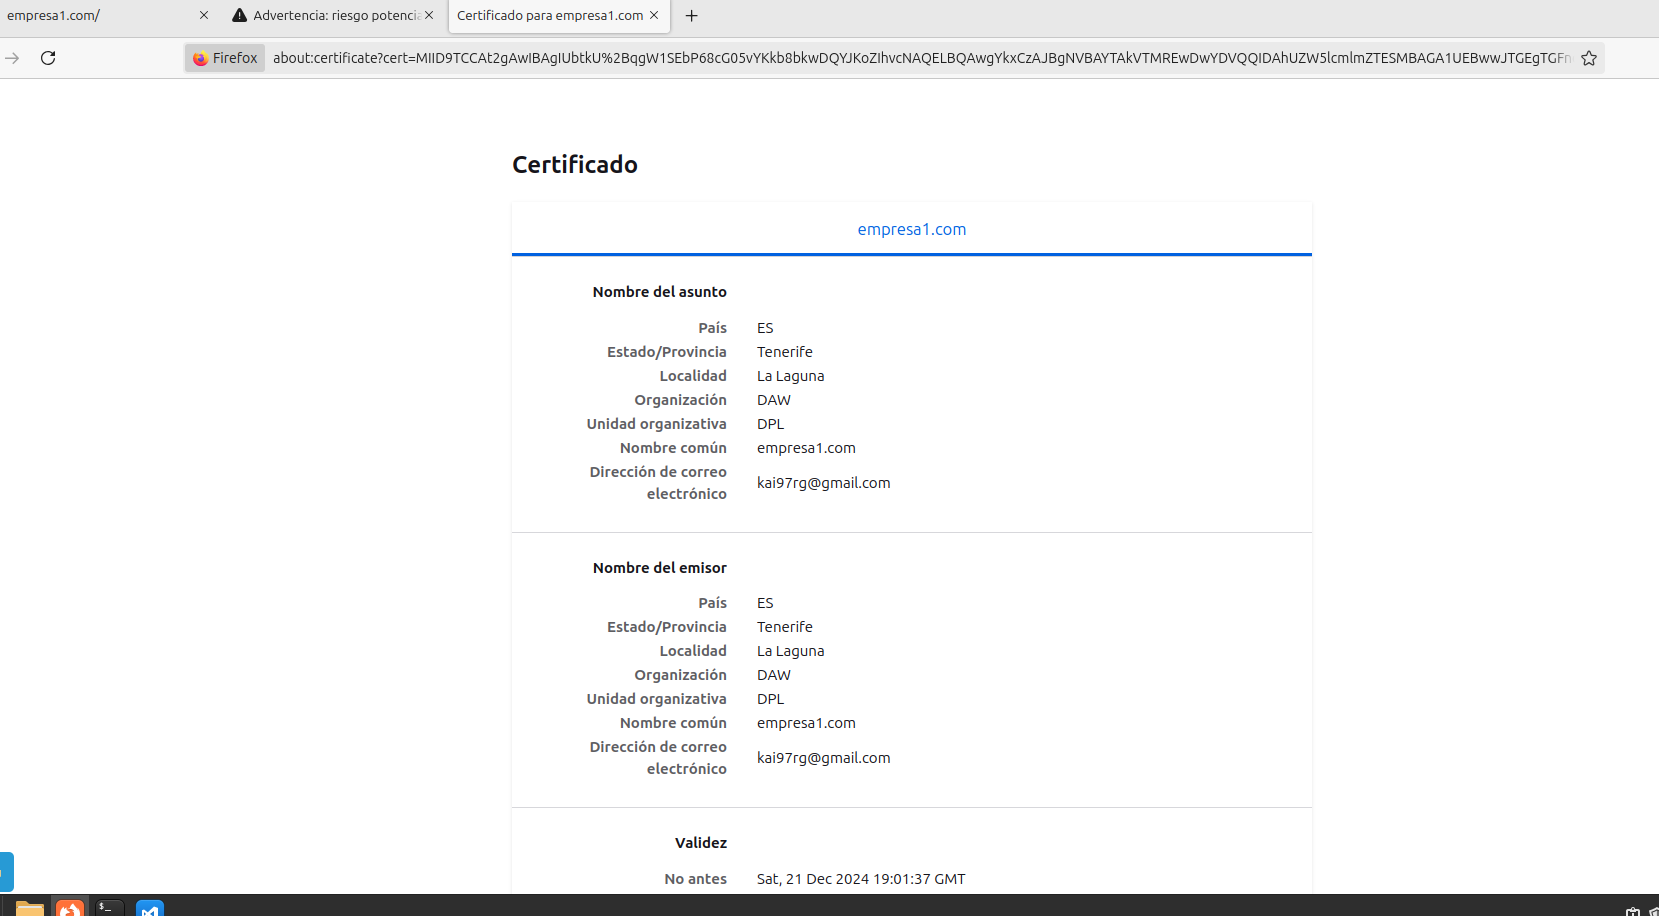 empresa1.com/
Advertencia: riesgo potencia
Certificado para empresa1.com
Firefox
about:certificate?cert=MIID9TCCAt2gAwIBAgIUbtkU%2BqgW1SEbP68cG05vYKkb8bkwDQYJKoZIhvcNAQELBQAwgYkxCzAJBgNVBAYTAkVTMREwDwYDVQQIDAhUZW5lcmlmZTESMBAGA1UEBwwJTGEgTGFn
Certificado
empresa1.com
Nombre del asunto
País ES
Estado/Provincia Tenerife
Localidad La Laguna
Organización DAW
Unidad organizativa DPL
Nombre común empresa1.com
Dirección de correo electrónico kai97rg@gmail.com
Nombre del emisor
País ES
Estado/Provincia Tenerife
Localidad La Laguna
Organización DAW
Unidad organizativa DPL
Nombre común empresa1.com
Dirección de correo electrónico kai97rg@gmail.com
Validez
No antes Sat, 21 Dec 2024 19:01:37 GMT